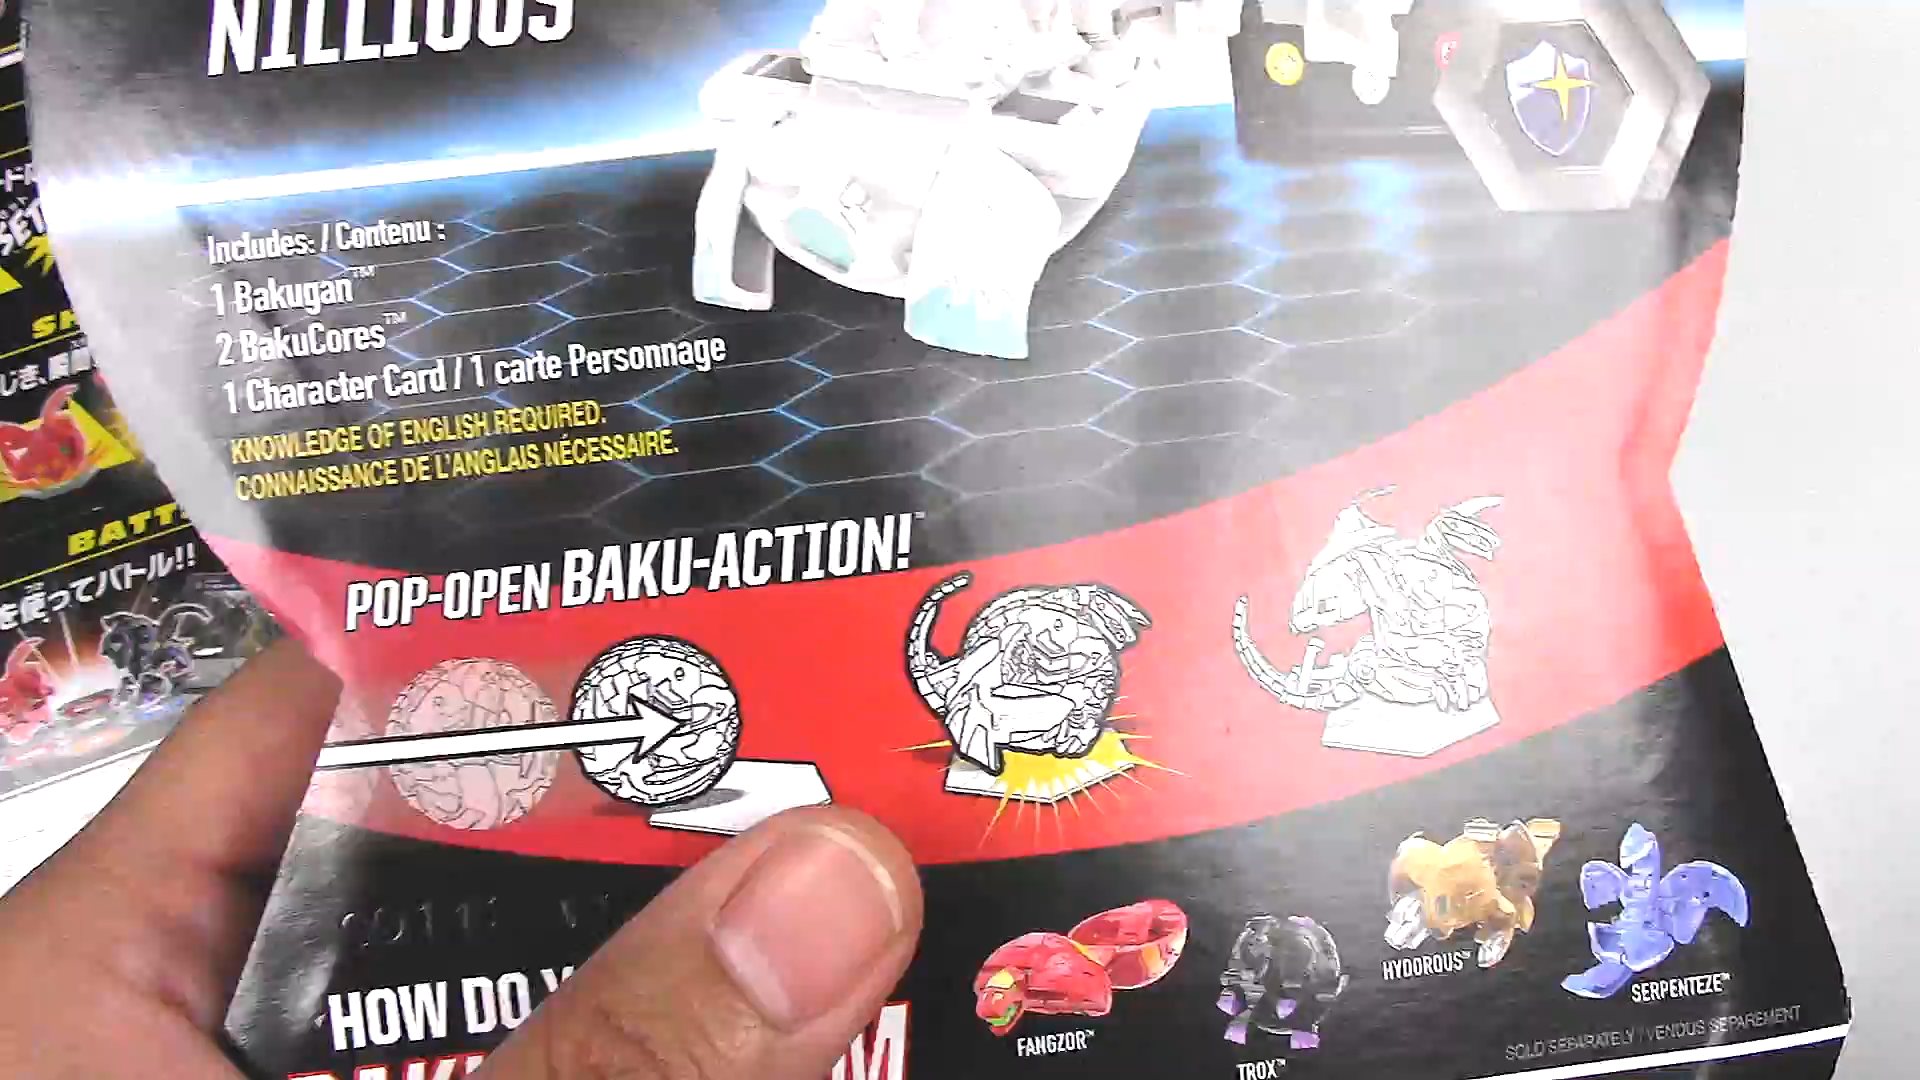 NILLIOUS
Includes: / Contenu :
1 Bakugan™
2 BakuCores™
1 Character Card / 1 carte Personnage
KNOWLEDGE OF ENGLISH REQUIRED.
CONNAISSANCE DE L'ANGLAIS NÉCESSAIRE.
POP-OPEN BAKU-ACTION!™
HOW DO
FANGZOR™
TROX™
HYDOROUS™
SERPENTEZE™
SOLD SEPARATELY / VENDUS SÉPARÉMENT
SET
BATT
を使ってバトル!!